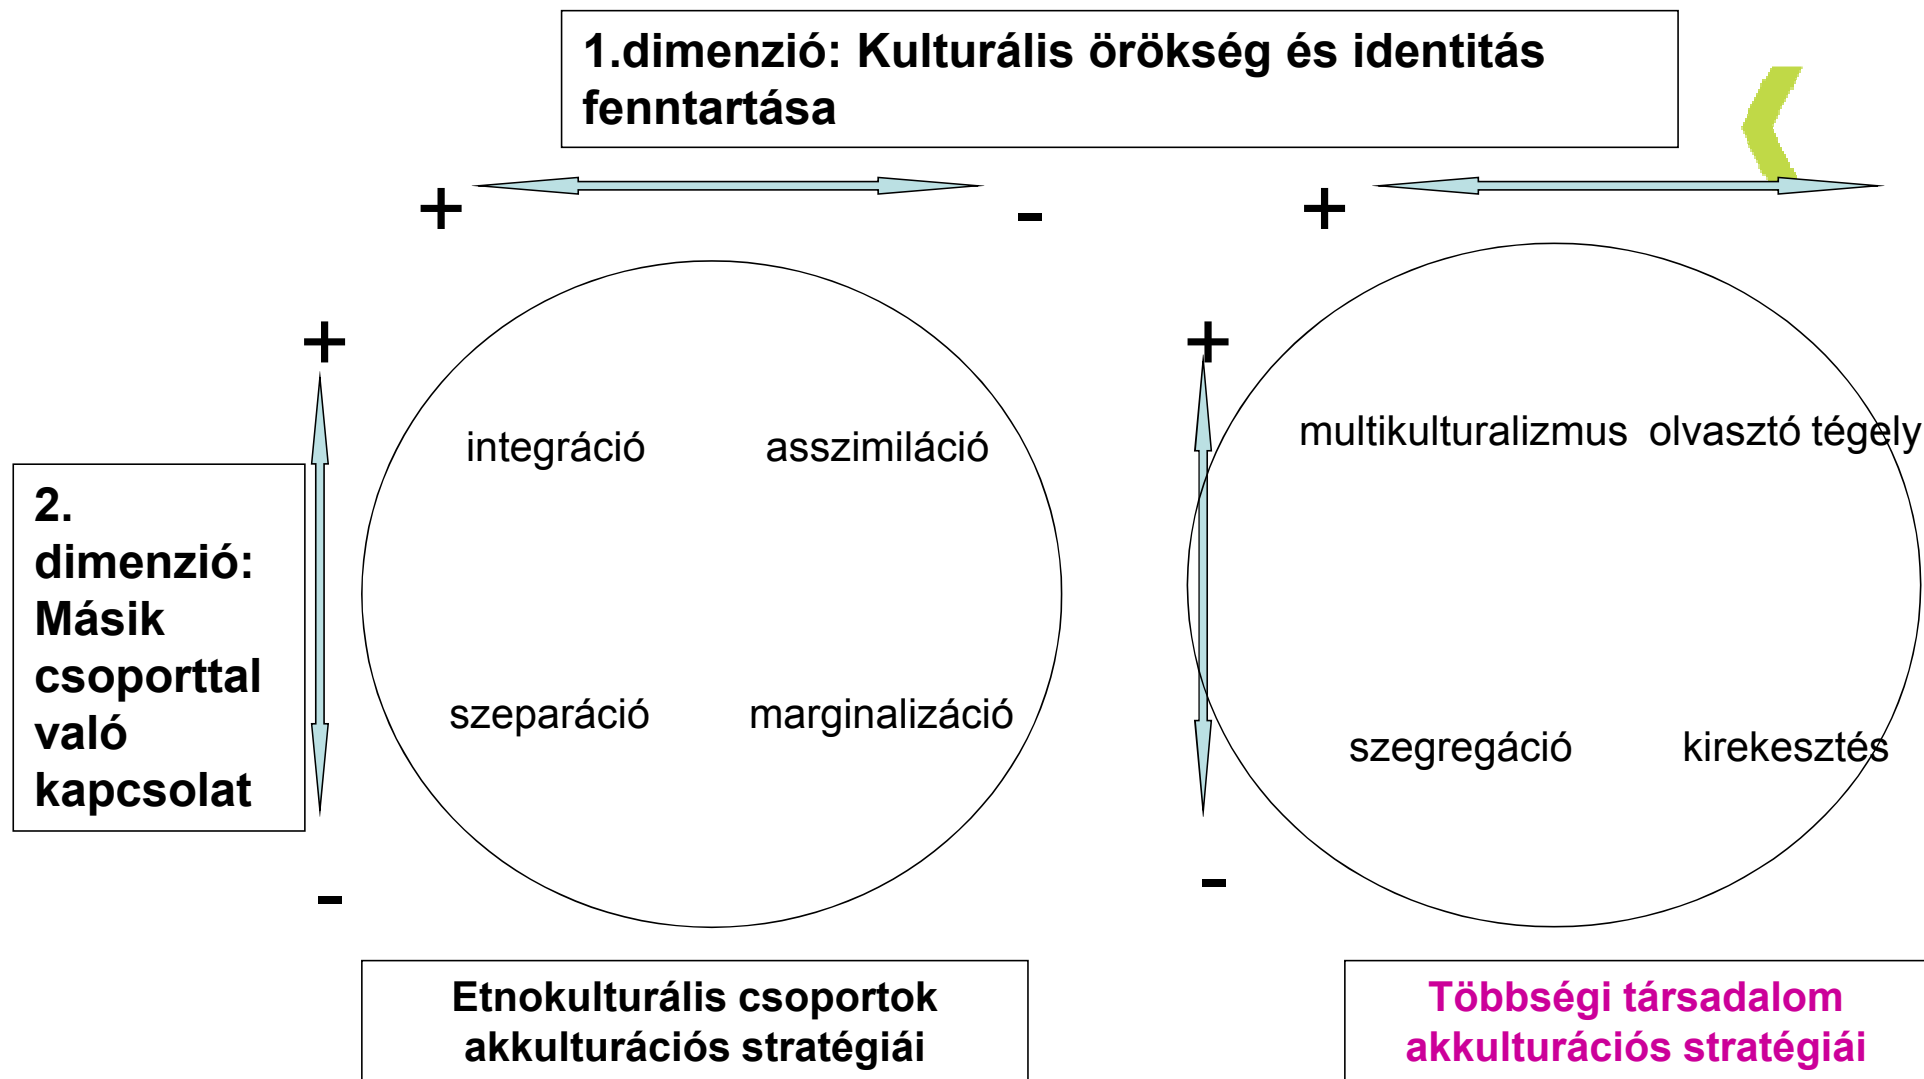 1.dimenzió: Kulturális örökség és identitás
fenntartása
+
-
+
+
+
integráció
asszimiláció
multikulturalizmus
olvasztó tégely
2.
dimenzió:
Másik
csoporttal
való
kapcsolat
szeparáció
marginalizáció
szegregáció
kirekesztés
-
-
Etnokulturális csoportok
akkulturációs stratégiái
Többségi társadalom
akkulturációs stratégiái